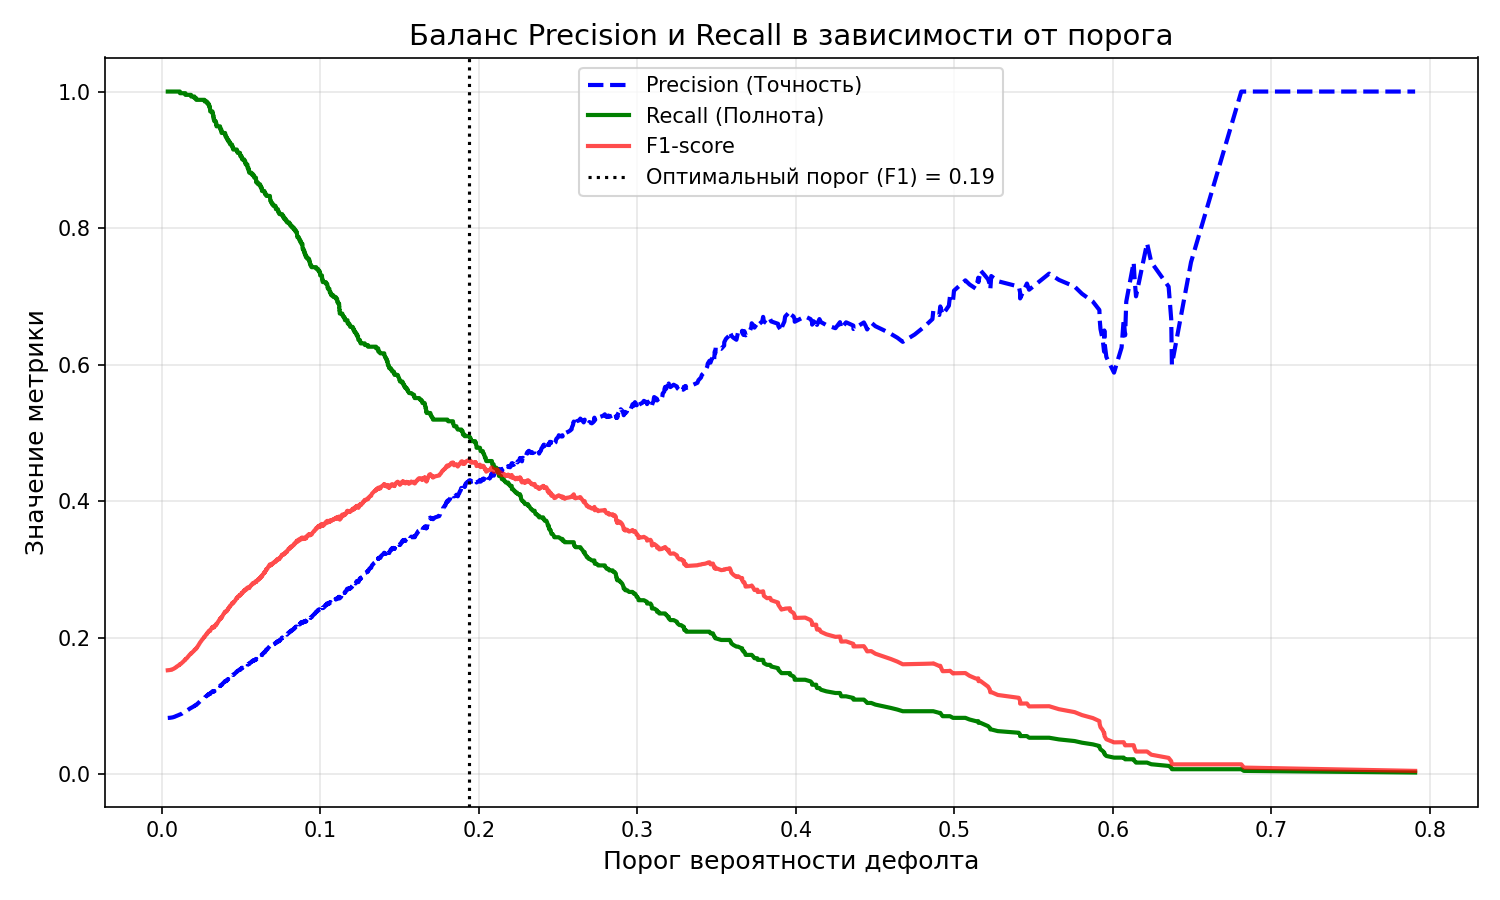 Баланс Precision и Recall в зависимости от порога
Precision (Точность)
Recall (Полнота)
F1-score
Оптимальный порог (F1) = 0.19
Значение метрики
1.0
0.8
0.6
0.4
0.2
0.0
0.0 0.1 0.2 0.3 0.4 0.5 0.6 0.7 0.8
Порог вероятности дефолта